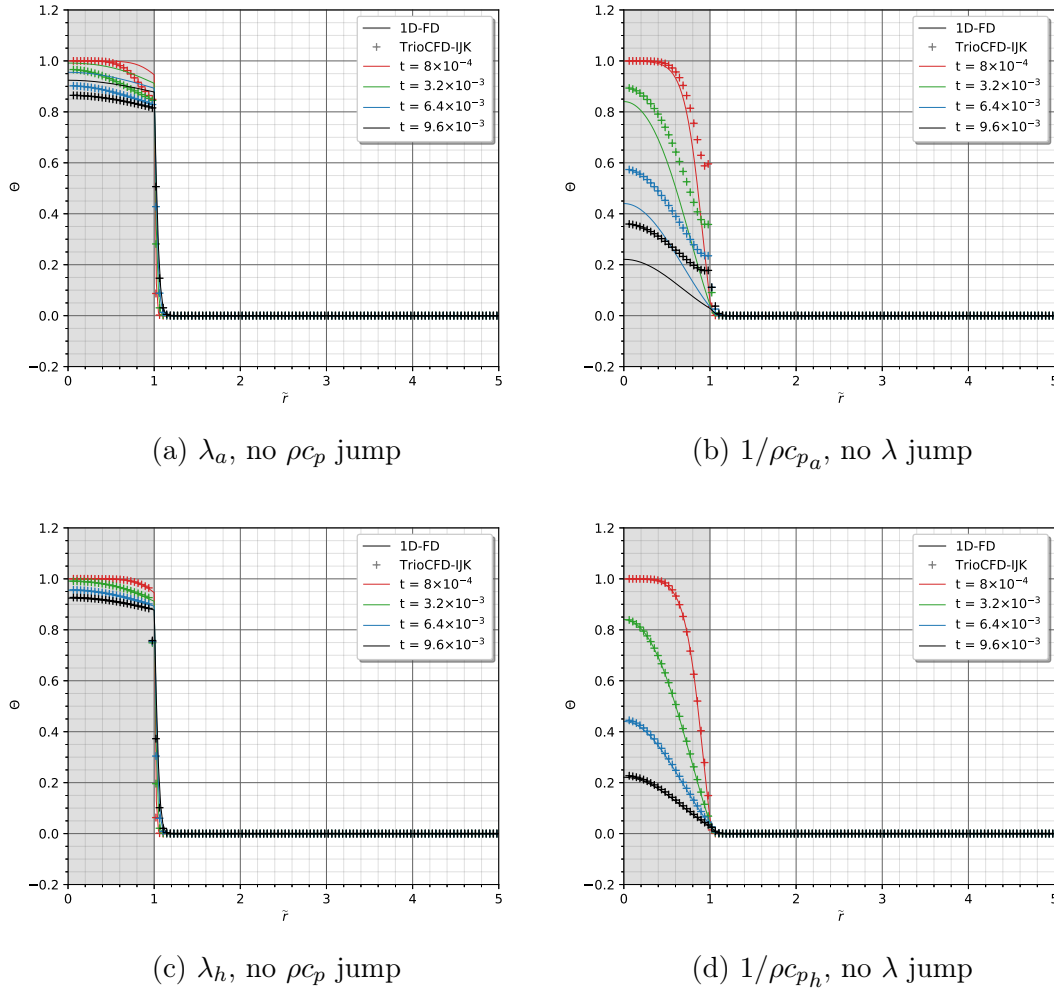 1.2
1.0
0.8
0.6
0.4
0.2
0.0
−0.2
Θ
0 1 2 3 4 5
r̃
1D-FD
TrioCFD-IJK
t = 8×10⁻⁴
t = 3.2×10⁻³
t = 6.4×10⁻³
t = 9.6×10⁻³
(a) λₐ, no ρcₚ jump
1.2
1.0
0.8
0.6
0.4
0.2
0.0
−0.2
Θ
0 1 2 3 4 5
r̃
1D-FD
TrioCFD-IJK
t = 8×10⁻⁴
t = 3.2×10⁻³
t = 6.4×10⁻³
t = 9.6×10⁻³
(b) 1/ρcₚₐ, no λ jump
1.2
1.0
0.8
0.6
0.4
0.2
0.0
−0.2
Θ
0 1 2 3 4 5
r̃
1D-FD
TrioCFD-IJK
t = 8×10⁻⁴
t = 3.2×10⁻³
t = 6.4×10⁻³
t = 9.6×10⁻³
(c) λₕ, no ρcₚ jump
1.2
1.0
0.8
0.6
0.4
0.2
0.0
−0.2
Θ
0 1 2 3 4 5
r̃
1D-FD
TrioCFD-IJK
t = 8×10⁻⁴
t = 3.2×10⁻³
t = 6.4×10⁻³
t = 9.6×10⁻³
(d) 1/ρcₚₕ, no λ jump